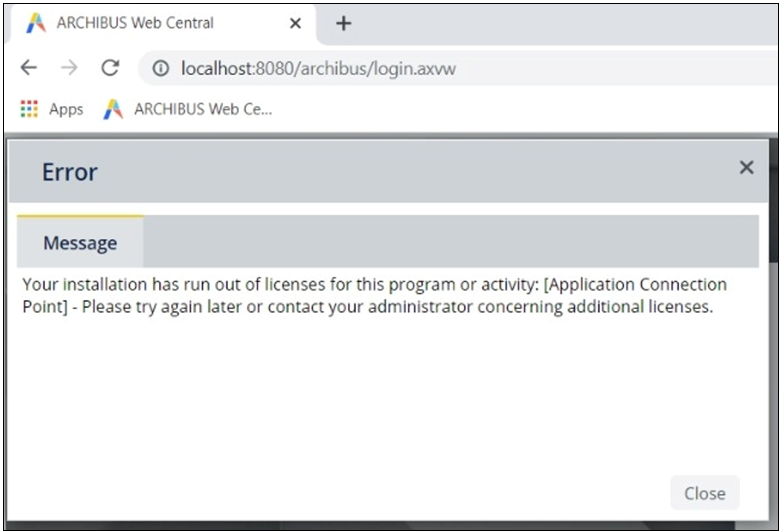 ARCHIBUS Web Central
localhost:8080/archibus/login.axvw
Apps ARCHIBUS Web Ce...
Error
Message
Your installation has run out of licenses for this program or activity: [Application Connection
Point] - Please try again later or contact your administrator concerning additional licenses.
Close